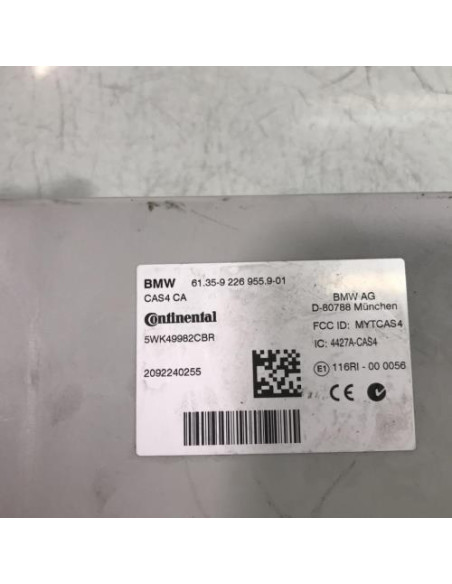 BMW 61.35-9 226 955.9-01
CAS4 CA
Continental
5WK49982CBR
2092240255
BMW AG
D-80788 München
FCC ID: MYTCAS4
IC: 4427A-CAS4
E1 116RI - 00 0056
CE